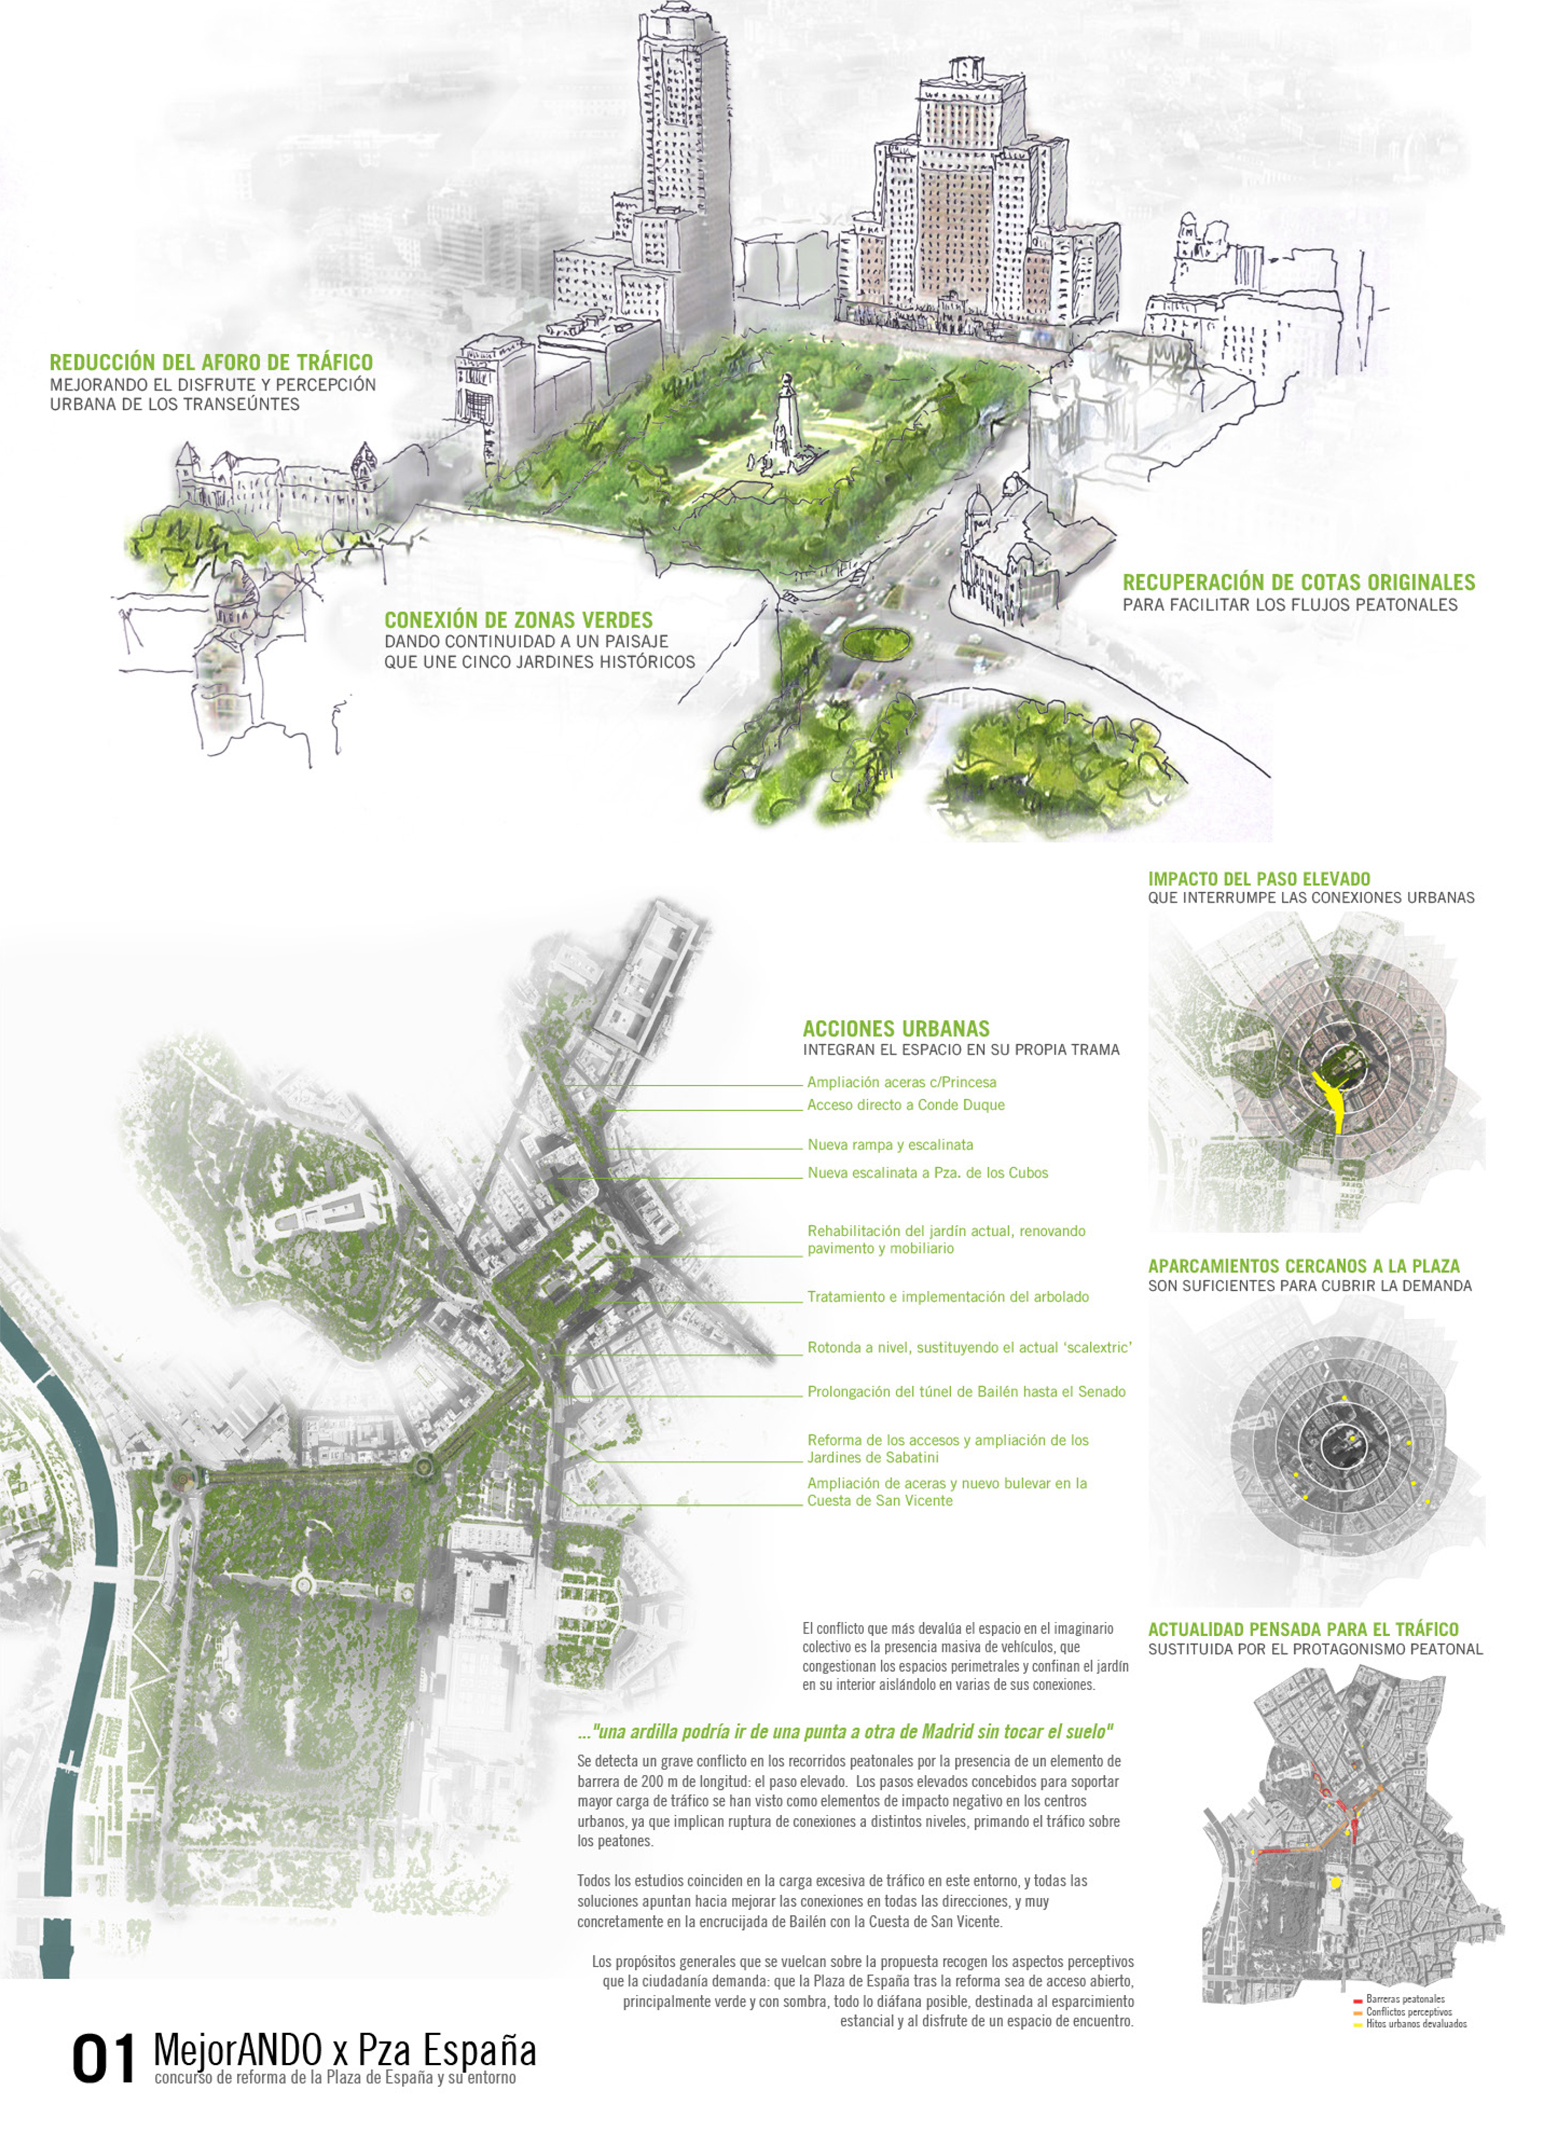 REDUCCIÓN DEL AFORO DE TRÁFICO
MEJORANDO EL DISFRUTE Y PERCEPCIÓN
URBANA DE LOS TRANSEÚNTES
CONEXIÓN DE ZONAS VERDES
DANDO CONTINUIDAD A UN PAISAJE
QUE UNE CINCO JARDINES HISTÓRICOS
RECUPERACIÓN DE COTAS ORIGINALES
PARA FACILITAR LOS FLUJOS PEATONALES
IMPACTO DEL PASO ELEVADO
QUE INTERRUMPE LAS CONEXIONES URBANAS
ACCIONES URBANAS
INTEGRAN EL ESPACIO EN SU PROPIA TRAMA
Ampliación aceras c/Princesa
Acceso directo a Conde Duque
Nueva rampa y escalinata
Nueva escalinata a Pza. de los Cubos
Rehabilitación del jardín actual, renovando
pavimento y mobiliario
Tratamiento e implementación del arbolado
Rotonda a nivel, sustituyendo el actual ‘scalextric’
Prolongación del túnel de Bailén hasta el Senado
Reforma de los accesos y ampliación de los
Jardines de Sabatini
Ampliación de aceras y nuevo bulevar en la
Cuesta de San Vicente
APARCAMIENTOS CERCANOS A LA PLAZA
SON SUFICIENTES PARA CUBRIR LA DEMANDA
El conflicto que más devalúa el espacio en el imaginario
colectivo es la presencia masiva de vehículos, que
congestionan los espacios perimetrales y confinan el jardín
en su interior aislándolo en varias de sus conexiones.
ACTUALIDAD PENSADA PARA EL TRÁFICO
SUSTITUIDA POR EL PROTAGONISMO PEATONAL
..."una ardilla podría ir de una punta a otra de Madrid sin tocar el suelo"
Se detecta un grave conflicto en los recorridos peatonales por la presencia de un elemento de
barrera de 200 m de longitud: el paso elevado. Los pasos elevados concebidos para soportar
mayor carga de tráfico se han visto como elementos de impacto negativo en los centros
urbanos, ya que implican ruptura de conexiones a distintos niveles, primando el tráfico sobre
los peatones.
Todos los estudios coinciden en la carga excesiva de tráfico en este entorno, y todas las
soluciones apuntan hacia mejorar las conexiones en todas las direcciones, y muy
concretamente en la encrucijada de Bailén con la Cuesta de San Vicente.
Los propósitos generales que se vuelcan sobre la propuesta recogen los aspectos perceptivos
que la ciudadanía demanda: que la Plaza de España tras la reforma sea de acceso abierto,
principalmente verde y con sombra, todo lo diáfana posible, destinada al esparcimiento
estancial y al disfrute de un espacio de encuentro.
Barreras peatonales
Conflictos perceptivos
Hitos urbanos devaluados
01 MejorANDO x Pza España
concurso de reforma de la Plaza de España y su entorno